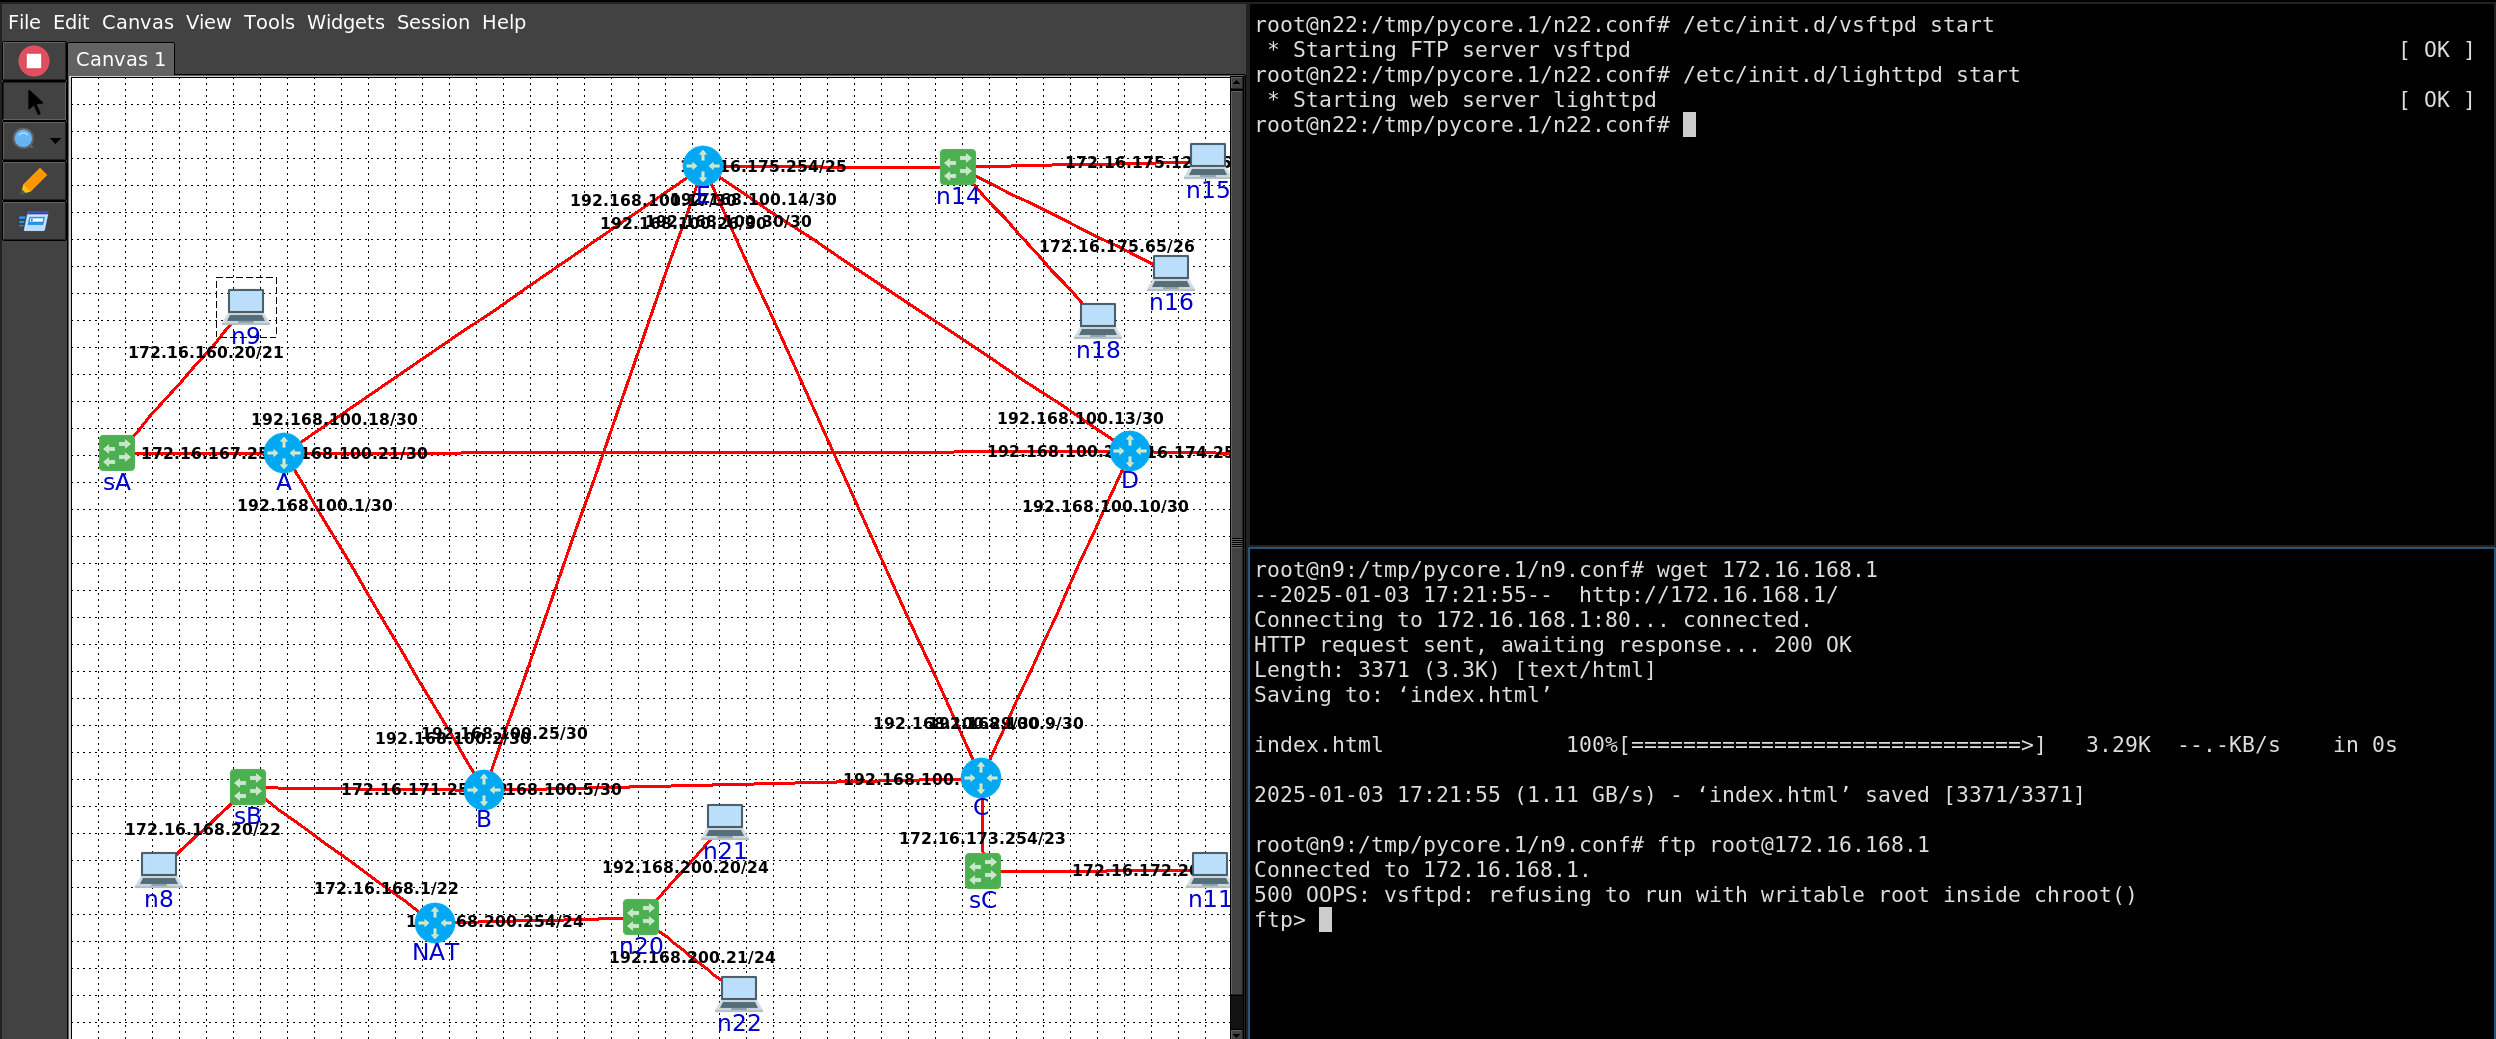 File Edit Canvas View Tools Widgets Session Help
Canvas 1
16.175.254/25
E
n14
172.16.175.12
n15
192.168.100.14/30
192.168.100.30/30
172.16.175.65/26
n16
n18
n9
172.16.160.20/21
192.168.100.18/30
192.168.100.13/30
172.16.167.25
168.100.21/30
192.168.100.
16.174.25
sA
A
D
192.168.100.1/30
192.168.100.10/30
192.168.100.25/30
192.168.100.2/30
172.16.171.25
168.100.5/30
192.168.100.
sB
B
C
172.16.168.20/22
n21
172.16.173.254/23
192.168.200.20/24
172.16.172.2
n8
172.16.168.1/22
sC
n11
68.200.254/24
NAT
n20
192.168.200.21/24
n22
root@n22:/tmp/pycore.1/n22.conf# /etc/init.d/vsftpd start
* Starting FTP server vsftpd [ OK ]
root@n22:/tmp/pycore.1/n22.conf# /etc/init.d/lighttpd start
* Starting web server lighttpd [ OK ]
root@n22:/tmp/pycore.1/n22.conf#
root@n9:/tmp/pycore.1/n9.conf# wget 172.16.168.1
--2025-01-03 17:21:55-- http://172.16.168.1/
Connecting to 172.16.168.1:80... connected.
HTTP request sent, awaiting response... 200 OK
Length: 3371 (3.3K) [text/html]
Saving to: ‘index.html’
index.html 100%[==============================>] 3.29K --.-KB/s in 0s
2025-01-03 17:21:55 (1.11 GB/s) - ‘index.html’ saved [3371/3371]
root@n9:/tmp/pycore.1/n9.conf# ftp root@172.16.168.1
Connected to 172.16.168.1.
500 OOPS: vsftpd: refusing to run with writable root inside chroot()
ftp>